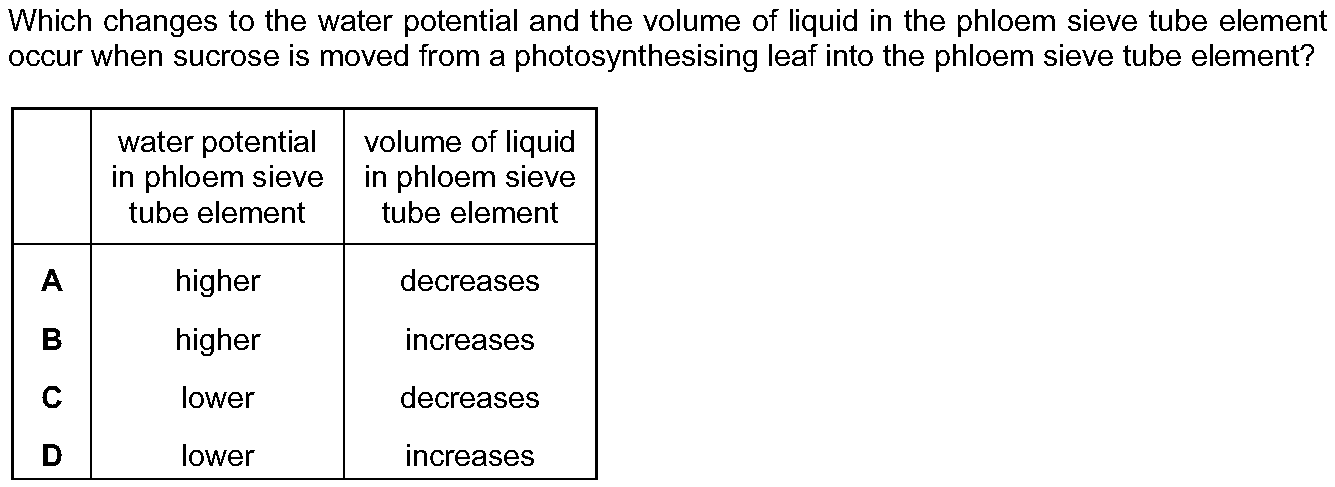 Which changes to the water potential and the volume of liquid in the phloem sieve tube element
occur when sucrose is moved from a photosynthesising leaf into the phloem sieve tube element?
water potential
in phloem sieve
tube element
volume of liquid
in phloem sieve
tube element
A higher decreases
B higher increases
C lower decreases
D lower increases